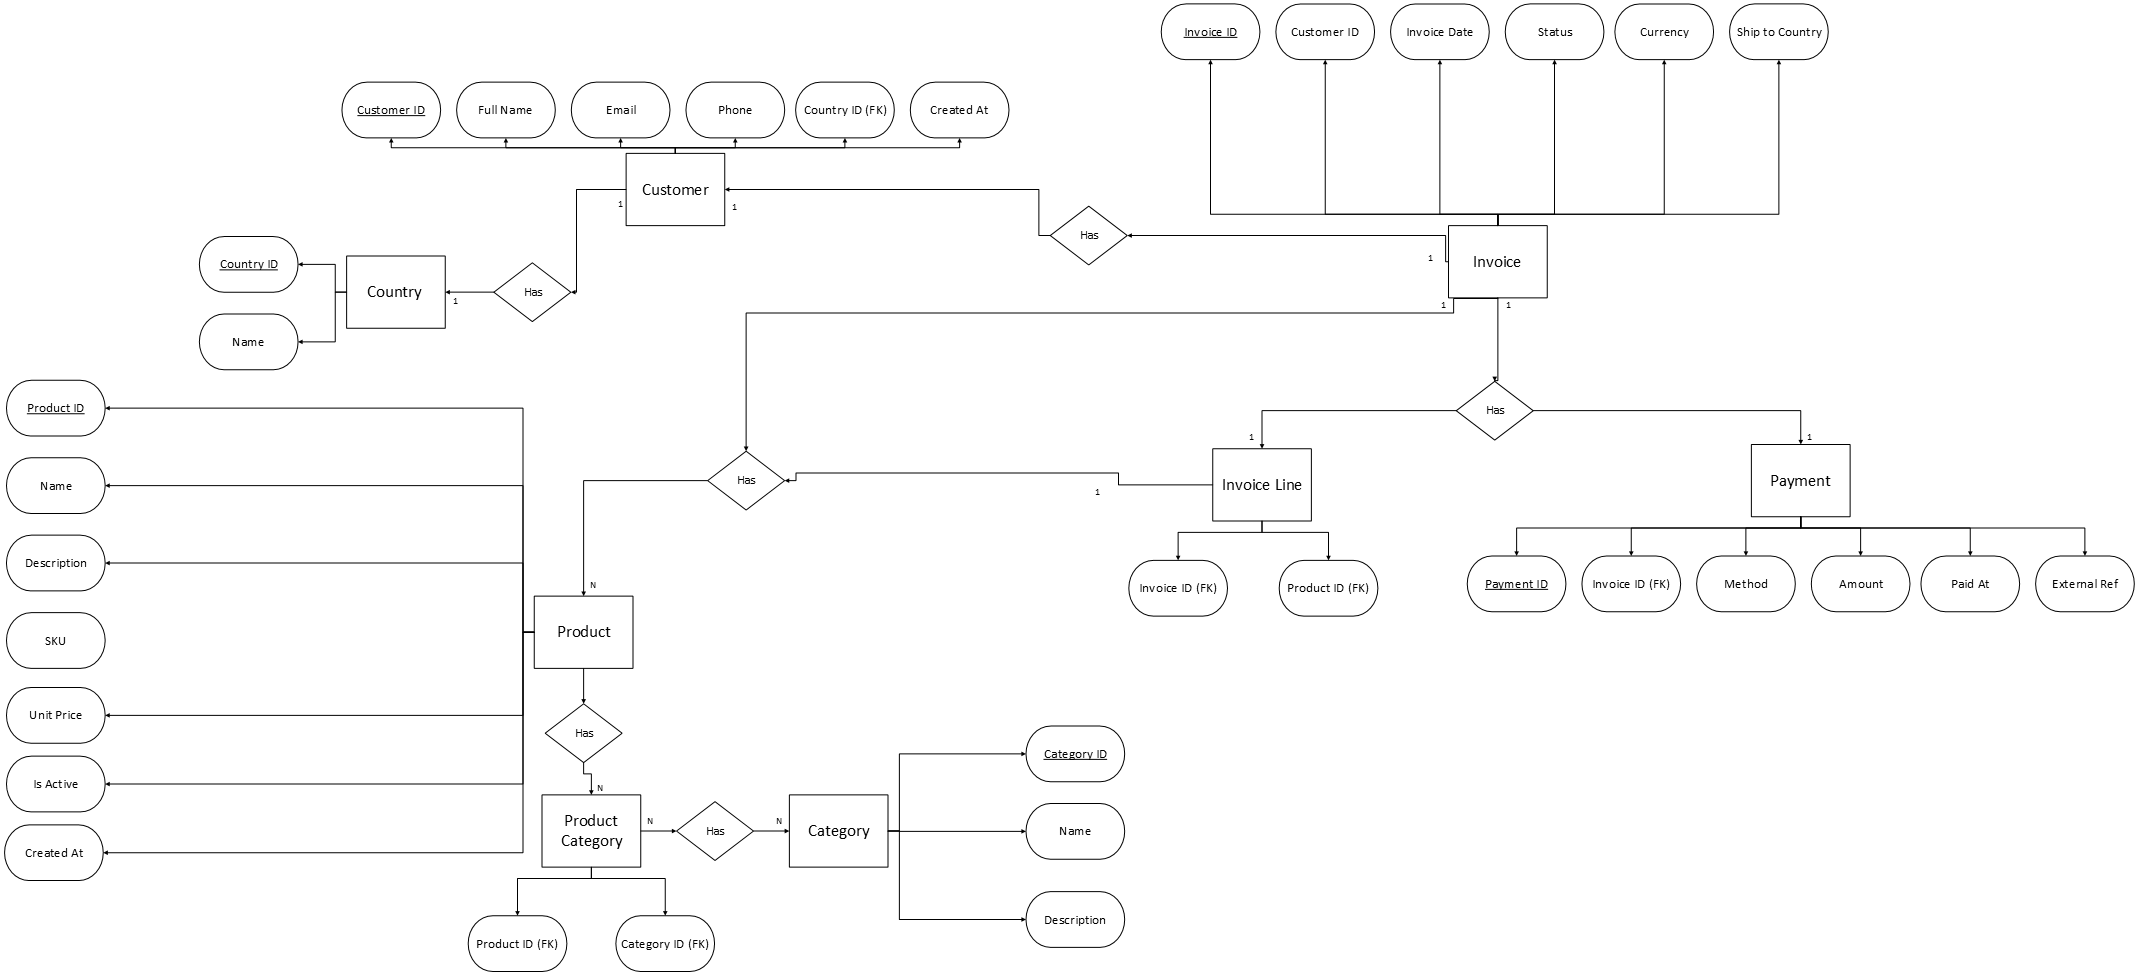 Invoice ID
Customer ID
Invoice Date
Status
Currency
Ship to Country
Customer ID
Full Name
Email
Phone
Country ID (FK)
Created At
Customer
1
1
Has
Invoice
1
1
1
Country ID
Name
Country
1
Has
Has
1
1
Product ID
Name
Description
SKU
Unit Price
Is Active
Created At
Has
1
Invoice Line
Payment
Invoice ID (FK)
Product ID (FK)
Payment ID
Invoice ID (FK)
Method
Amount
Paid At
External Ref
N
Product
Has
N
Product
Category
N
Has
N
Category
Category ID
Name
Description
Product ID (FK)
Category ID (FK)